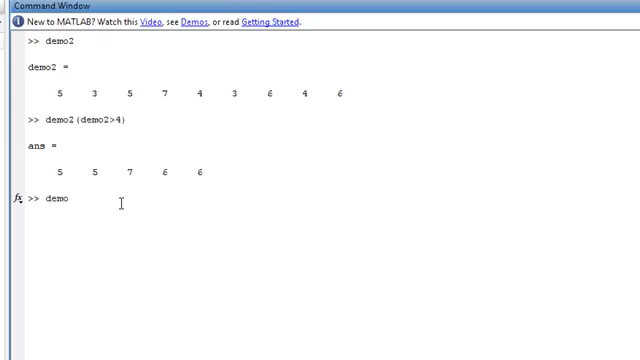 Command Window
New to MATLAB? Watch this Video, see Demos, or read Getting Started.
>> demo2
demo2 =
5 3 5 7 4 3 6 4 6
>> demo2(demo2>4)
ans =
5 5 7 6 6
fx >> demo